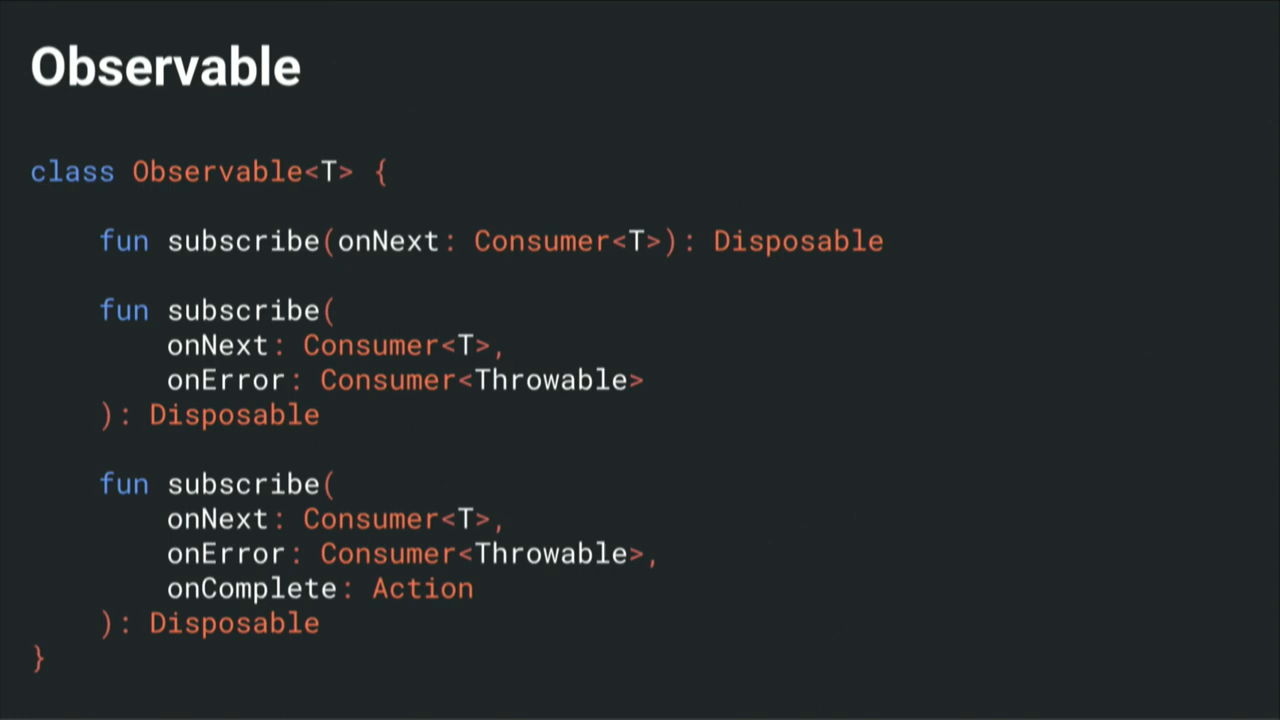 Observable
class Observable<T> {
fun subscribe(onNext: Consumer<T>): Disposable
fun subscribe(
onNext: Consumer<T>,
onError: Consumer<Throwable>
): Disposable
fun subscribe(
onNext: Consumer<T>,
onError: Consumer<Throwable>,
onComplete: Action
): Disposable
}